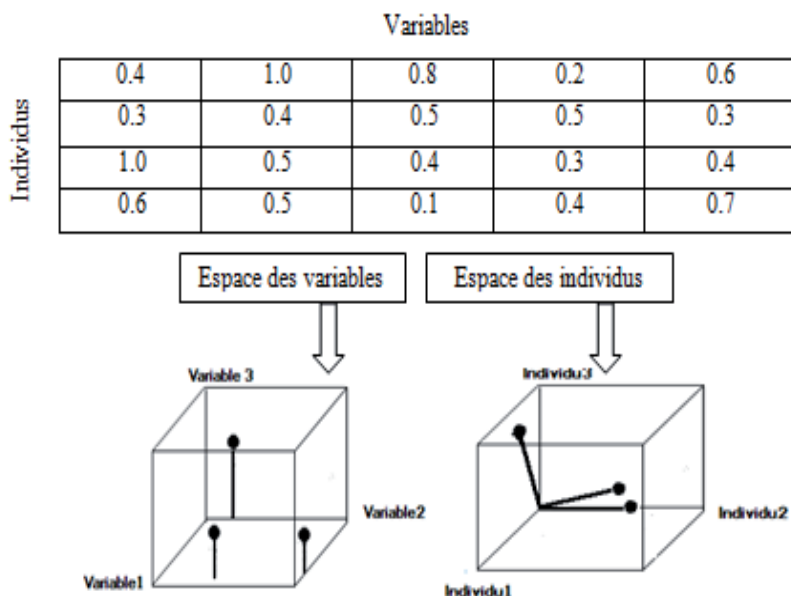 Variables
Individus
0.4 1.0 0.8 0.2 0.6
0.3 0.4 0.5 0.5 0.3
1.0 0.5 0.4 0.3 0.4
0.6 0.5 0.1 0.4 0.7
Espace des variables
Espace des individus
Variable 3
Variable2
Variable1
Individu3
Individu2
Individu1